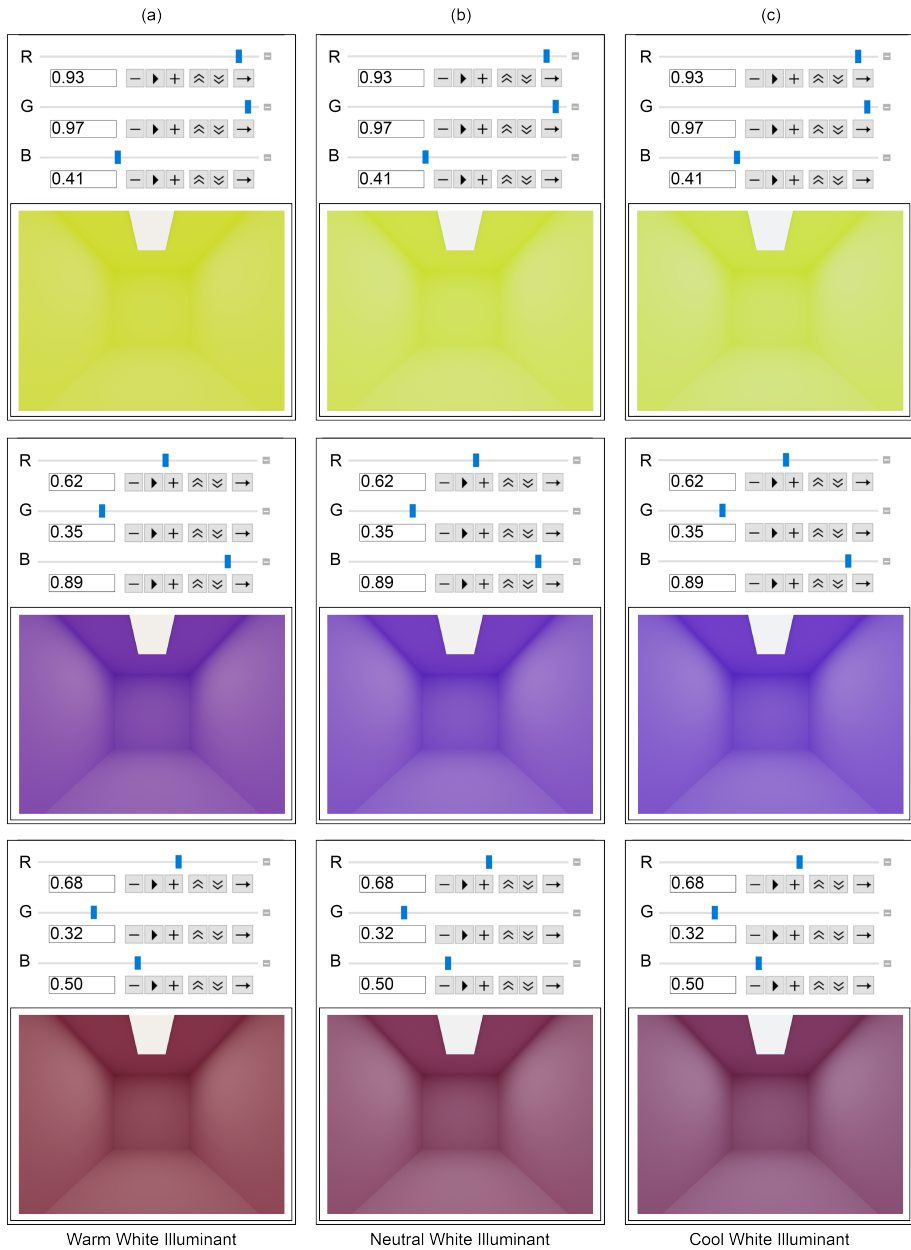 (a) (b) (c)
R R R
0.93 0.93 0.93
G G G
0.97 0.97 0.97
B B B
0.41 0.41 0.41
R R R
0.62 0.62 0.62
G G G
0.35 0.35 0.35
B B B
0.89 0.89 0.89
R R R
0.68 0.68 0.68
G G G
0.32 0.32 0.32
B B B
0.50 0.50 0.50
Warm White Illuminant Neutral White Illuminant Cool White Illuminant